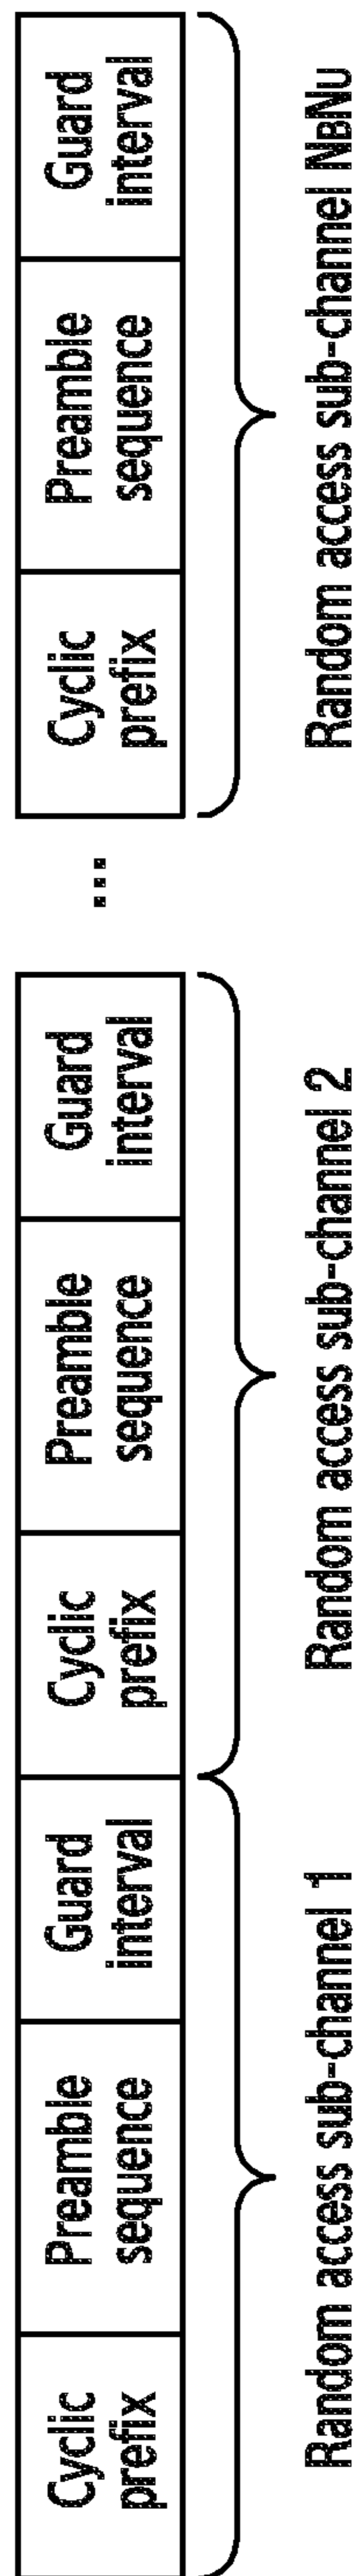 Cyclic
prefix
Preamble
sequence
Guard
interval
Cyclic
prefix
Preamble
sequence
Guard
interval
...
Cyclic
prefix
Preamble
sequence
Guard
interval
Random access sub-channel 1
Random access sub-channel 2
Random access sub-channel NBNU